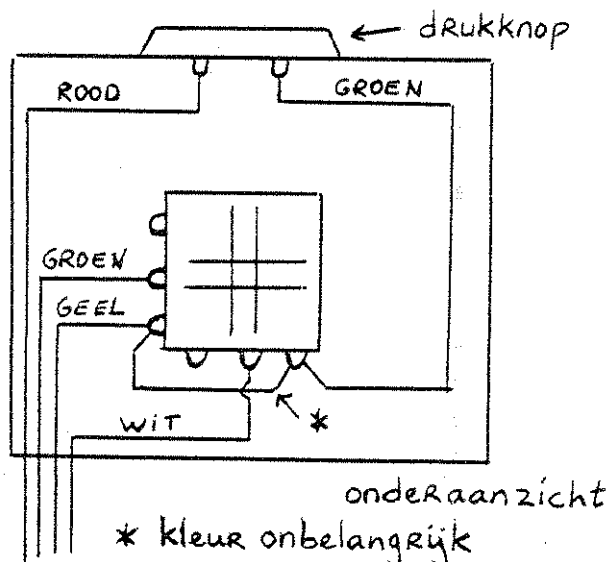 drukknop
ROOD
GROEN
GROEN
GEEL
*
WIT
onderaanzicht
* kleur onbelangrijk